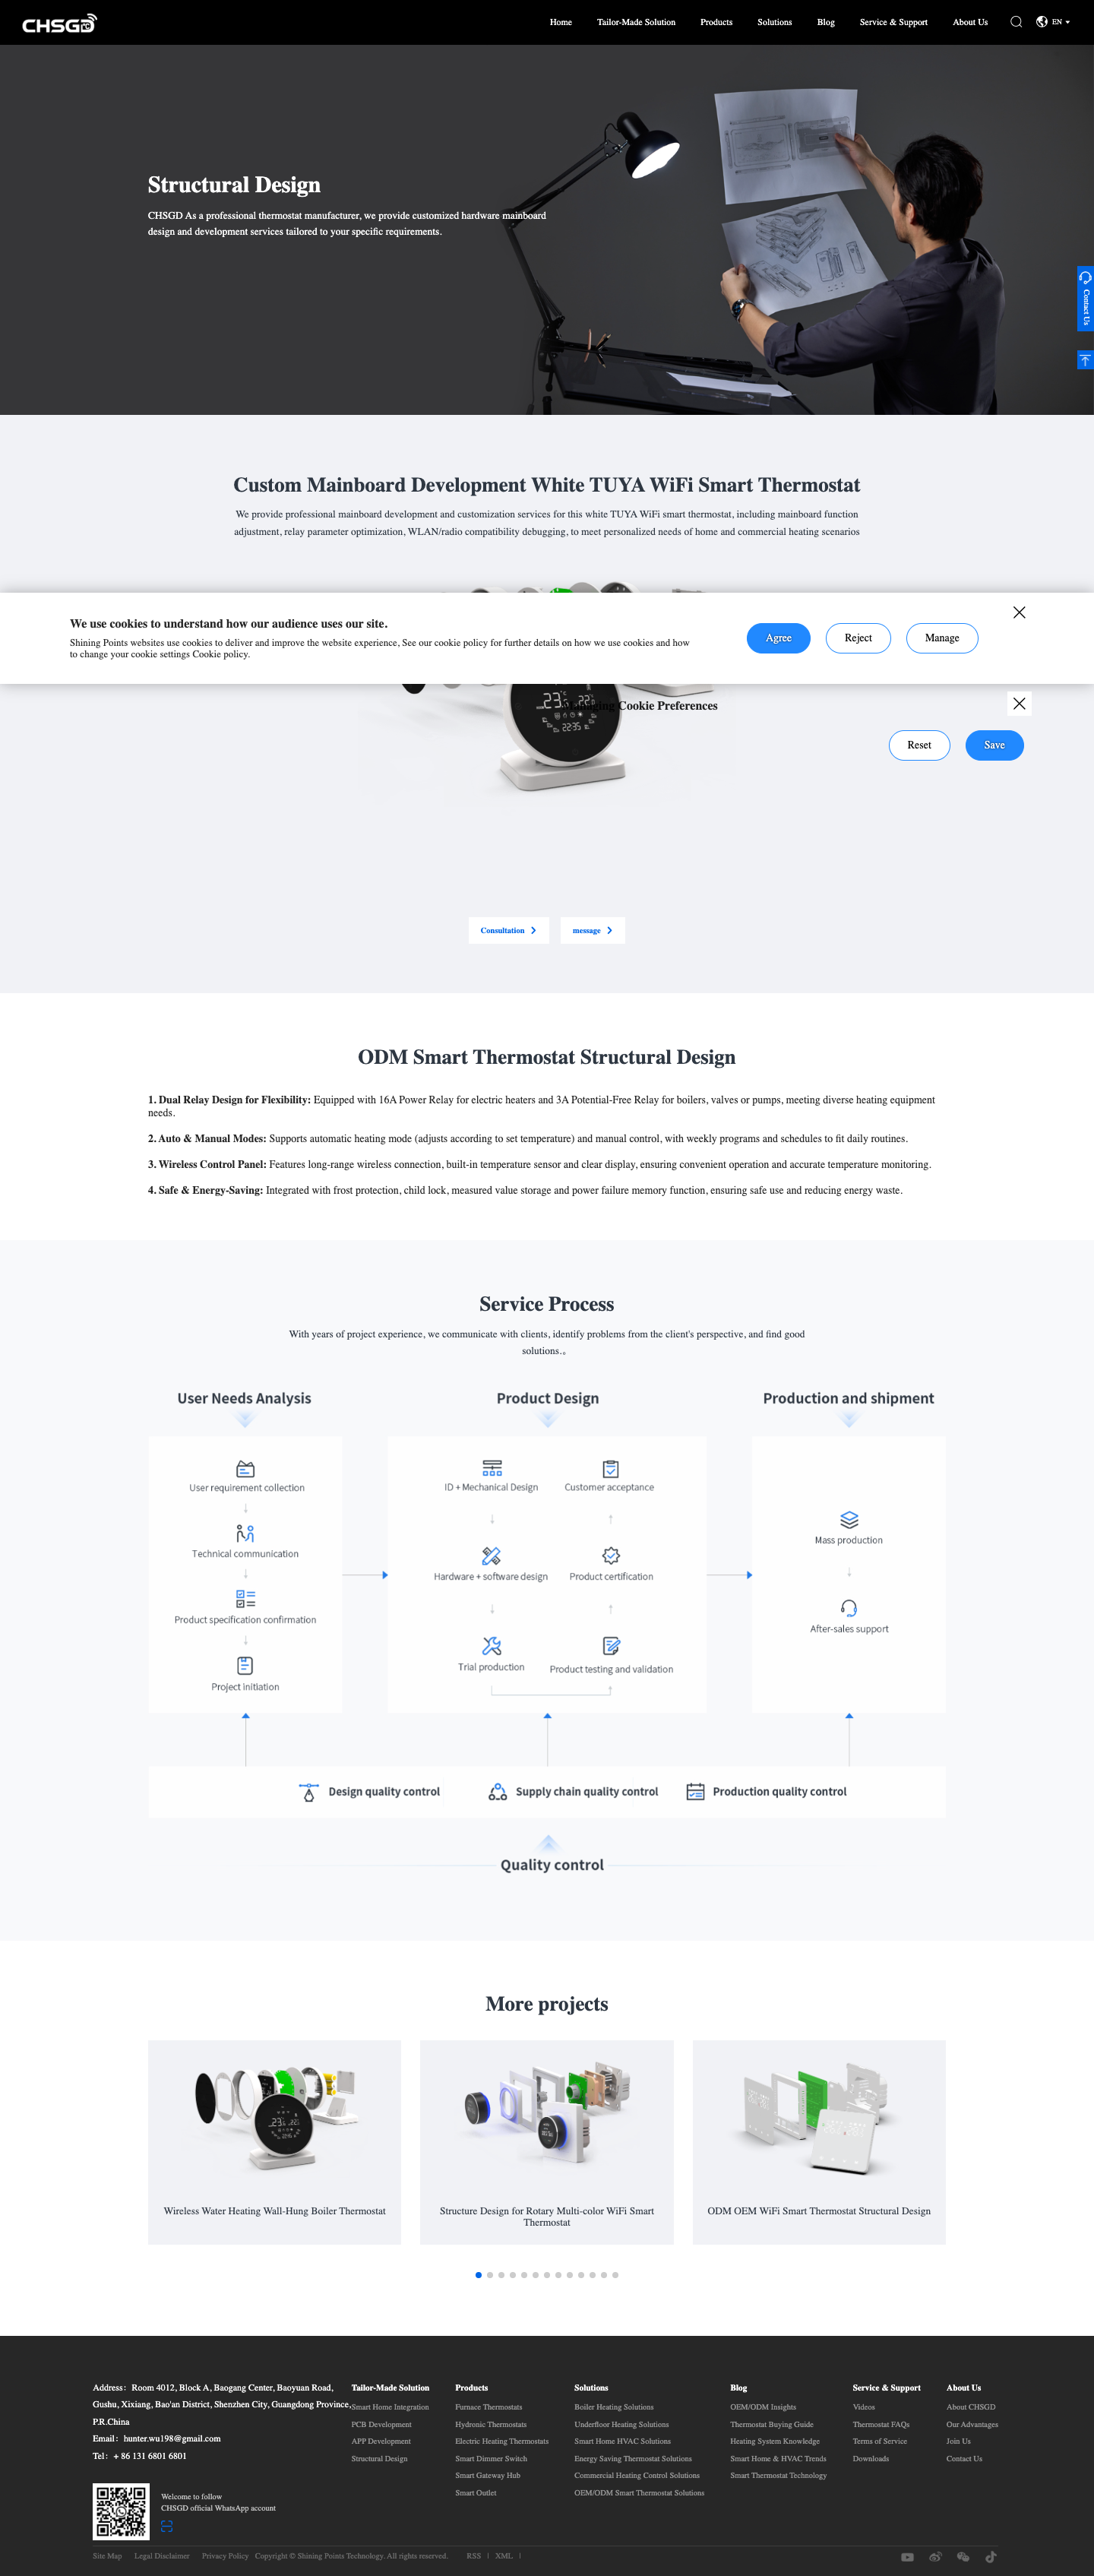 CHSGD
Home Tailor-Made Solution Products Solutions Blog Service & Support About Us EN
Structural Design
CHSGD As a professional thermostat manufacturer, we provide customized hardware mainboard
design and development services tailored to your specific requirements.
Contact Us
Custom Mainboard Development White TUYA WiFi Smart Thermostat
We provide professional mainboard development and customization services for this white TUYA WiFi smart thermostat, including mainboard function
adjustment, relay parameter optimization, WLAN/radio compatibility debugging, to meet personalized needs of home and commercial heating scenarios
We use cookies to understand how our audience uses our site.
Shining Points websites use cookies to deliver and improve the website experience, See our cookie policy for further details on how we use cookies and how
to change your cookie settings Cookie policy.
Agree Reject Manage
Managing Cookie Preferences
Reset Save
Consultation message
ODM Smart Thermostat Structural Design
1. Dual Relay Design for Flexibility: Equipped with 16A Power Relay for electric heaters and 3A Potential-Free Relay for boilers, valves or pumps, meeting diverse heating equipment
needs.
2. Auto & Manual Modes: Supports automatic heating mode (adjusts according to set temperature) and manual control, with weekly programs and schedules to fit daily routines.
3. Wireless Control Panel: Features long-range wireless connection, built-in temperature sensor and clear display, ensuring convenient operation and accurate temperature monitoring.
4. Safe & Energy-Saving: Integrated with frost protection, child lock, measured value storage and power failure memory function, ensuring safe use and reducing energy waste.
Service Process
With years of project experience, we communicate with clients, identify problems from the client's perspective, and find good
solutions.。
User Needs Analysis Product Design Production and shipment
User requirement collection
Technical communication
Product specification confirmation
Project initiation
ID + Mechanical Design Customer acceptance
Hardware + software design Product certification
Trial production Product testing and validation
Mass production
After-sales support
Design quality control Supply chain quality control Production quality control
Quality control
More projects
Wireless Water Heating Wall-Hung Boiler Thermostat
Structure Design for Rotary Multi-color WiFi Smart
Thermostat
ODM OEM WiFi Smart Thermostat Structural Design
Address： Room 4012, Block A, Baogang Center, Baoyuan Road,
Gushu, Xixiang, Bao'an District, Shenzhen City, Guangdong Province,
P.R.China
Email： hunter.wu198@gmail.com
Tel： + 86 131 6801 6801
Welcome to follow
CHSGD official WhatsApp account
Tailor-Made Solution
Smart Home Integration
PCB Development
APP Development
Structural Design
Products
Furnace Thermostats
Hydronic Thermostats
Electric Heating Thermostats
Smart Dimmer Switch
Smart Gateway Hub
Smart Outlet
Solutions
Boiler Heating Solutions
Underfloor Heating Solutions
Smart Home HVAC Solutions
Energy Saving Thermostat Solutions
Commercial Heating Control Solutions
OEM/ODM Smart Thermostat Solutions
Blog
OEM/ODM Insights
Thermostat Buying Guide
Heating System Knowledge
Smart Home & HVAC Trends
Smart Thermostat Technology
Service & Support
Videos
Thermostat FAQs
Terms of Service
Downloads
About Us
About CHSGD
Our Advantages
Join Us
Contact Us
Site Map Legal Disclaimer Privacy Policy Copyright © Shining Points Technology. All rights reserved. RSS | XML |